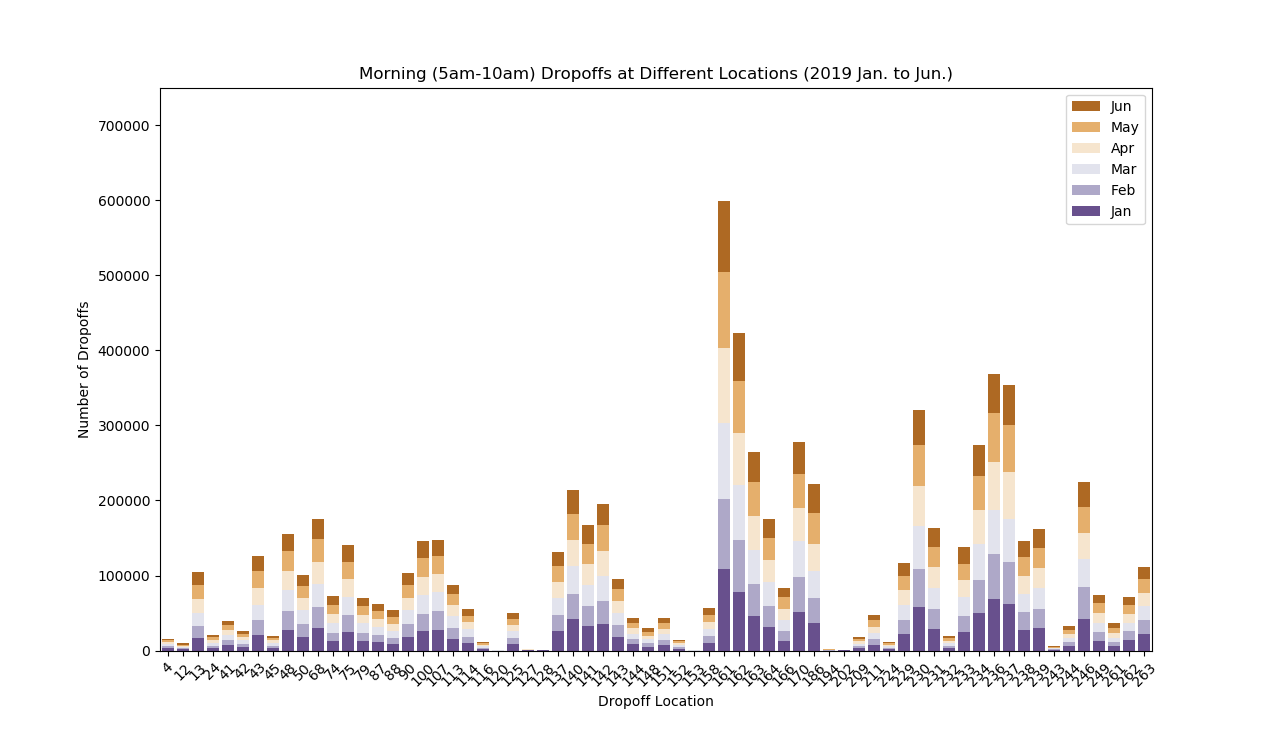 Morning (5am-10am) Dropoffs at Different Locations (2019 Jan. to Jun.)
Jun
May
Apr
Mar
Feb
Jan
Number of Dropoffs
700000
600000
500000
400000
300000
200000
100000
0
4 12 13 24 41 42 43 45 48 50 68 74 75 79 87 88 90 100 107 113 114 116 120 125 127 128 137 140 141 142 143 144 148 151 152 153 158 161 162 163 164 166 170 186 194 202 209 211 224 229 230 231 232 233 234 236 237 238 239 243 244 246 249 261 262 263
Dropoff Location